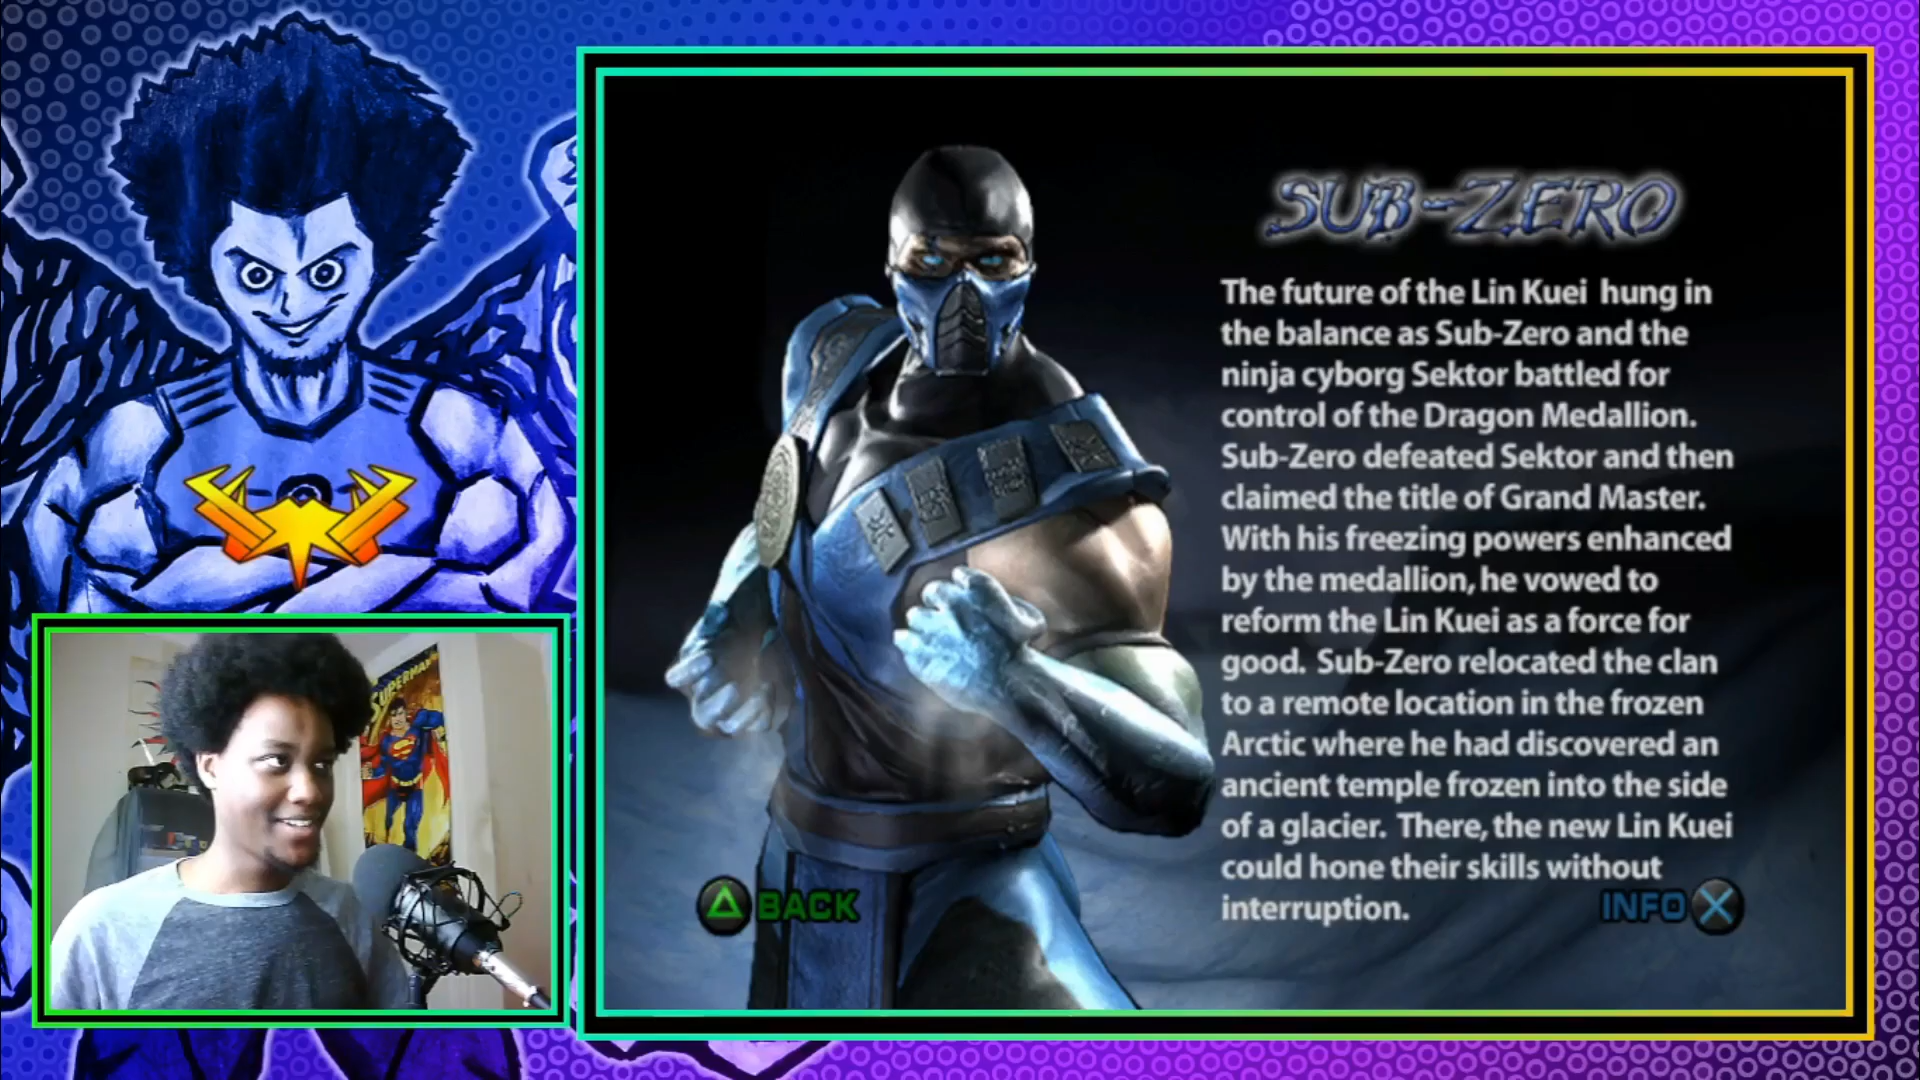 SUB-ZERO
The future of the Lin Kuei hung in
the balance as Sub-Zero and the
ninja cyborg Sektor battled for
control of the Dragon Medallion.
Sub-Zero defeated Sektor and then
claimed the title of Grand Master.
With his freezing powers enhanced
by the medallion, he vowed to
reform the Lin Kuei as a force for
good. Sub-Zero relocated the clan
to a remote location in the frozen
Arctic where he had discovered an
ancient temple frozen into the side
of a glacier. There, the new Lin Kuei
could hone their skills without
interruption.
BACK
INFO
SUPERMAN